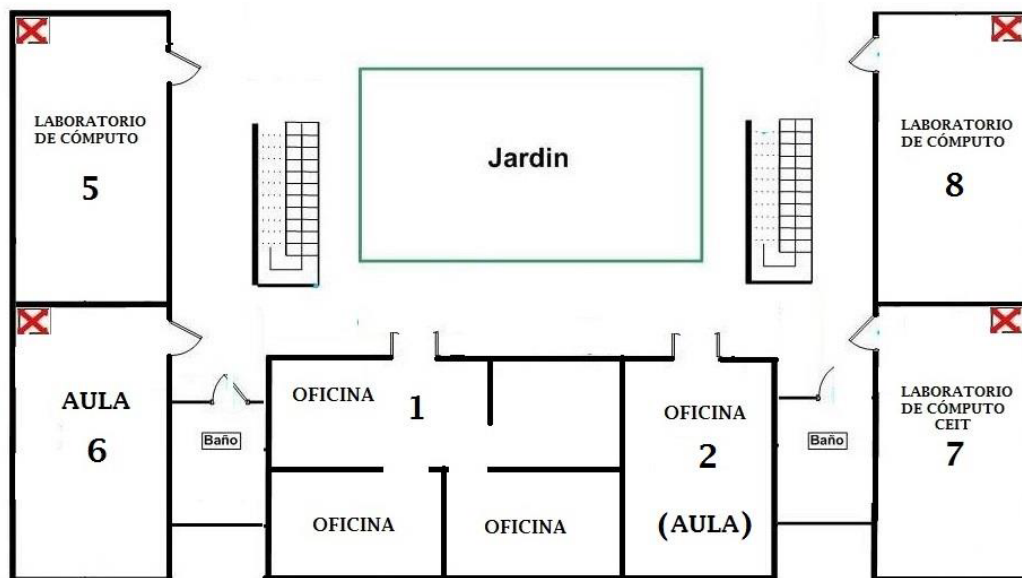 LABORATORIO
DE CÓMPUTO
5
Jardin
LABORATORIO
DE CÓMPUTO
8
AULA
6
Baño
OFICINA
1
OFICINA
2
(AULA)
OFICINA
OFICINA
Baño
LABORATORIO
DE CÓMPUTO
CEIT
7